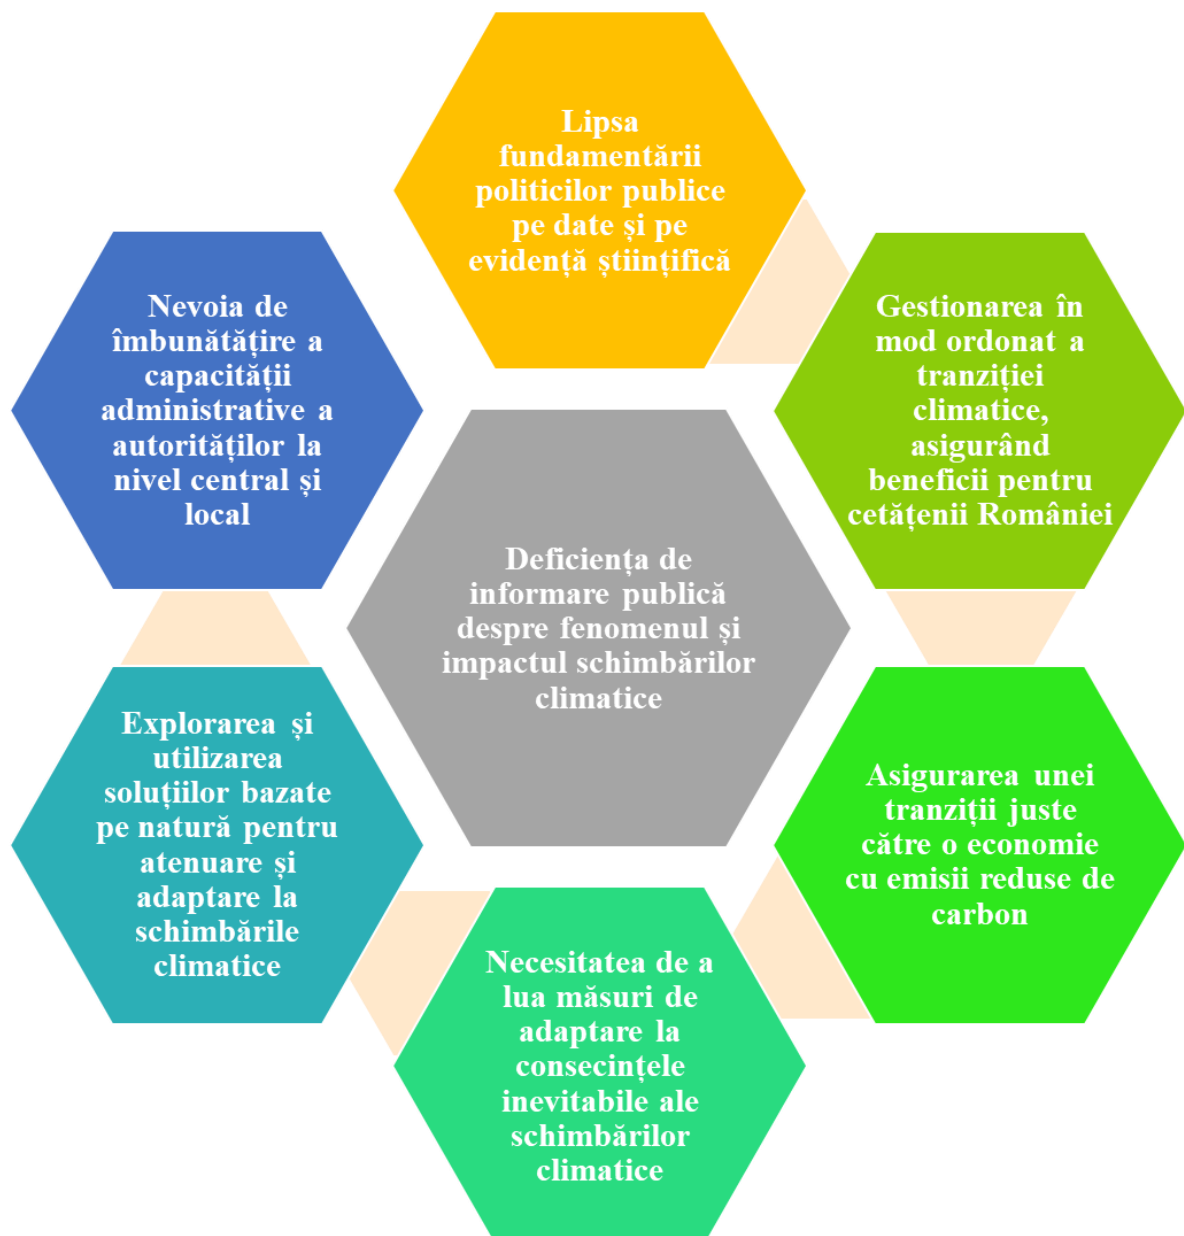 Lipsa
fundamentării
politicilor publice
pe date și pe
evidență științifică
Gestionarea în
mod ordonat a
tranziției
climatice,
asigurând
beneficii pentru
cetățenii României
Asigurarea unei
tranziții juste
către o economie
cu emisii reduse de
carbon
Necesitatea de a
lua măsuri de
adaptare la
consecințele
inevitabile ale
schimbărilor
climatice
Explorarea și
utilizarea
soluțiilor bazate
pe natură pentru
atenuare și
adaptare la
schimbările
climatice
Nevoia de
îmbunătățire a
capacității
administrative a
autorităților la
nivel central și
local
Deficiența de
informare publică
despre fenomenul și
impactul schimbărilor
climatice